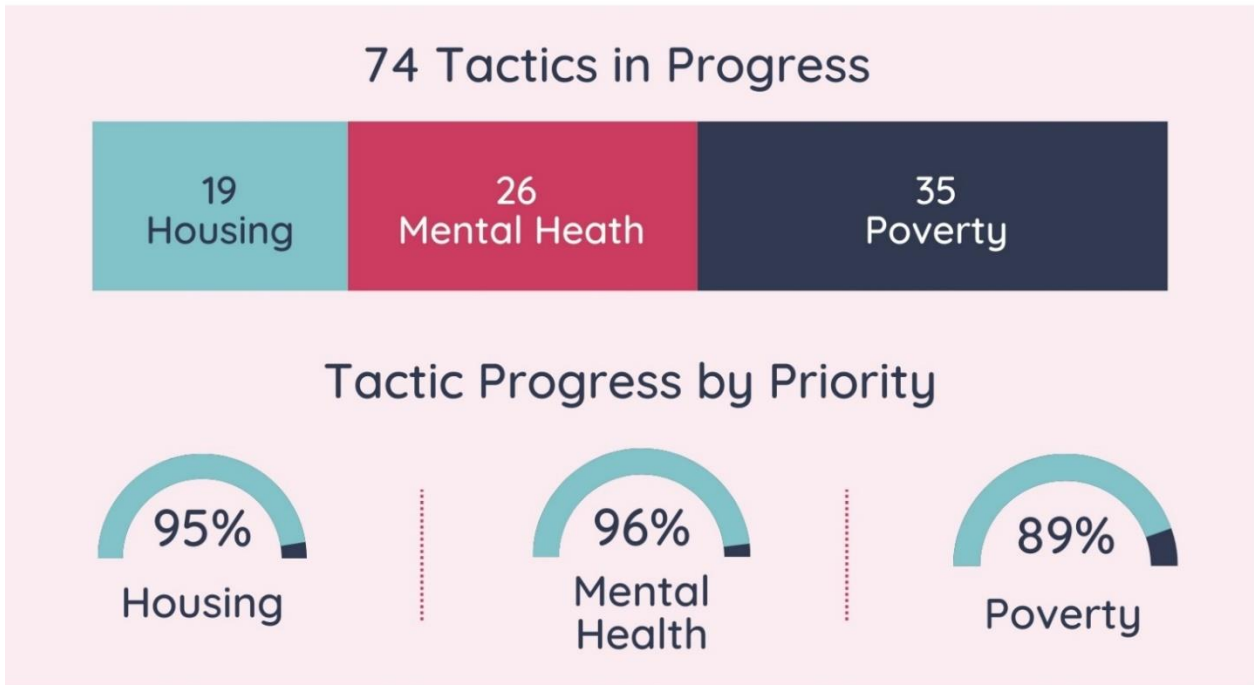 74 Tactics in Progress
19
Housing
26
Mental Heath
35
Poverty
Tactic Progress by Priority
95%
Housing
96%
Mental
Health
89%
Poverty